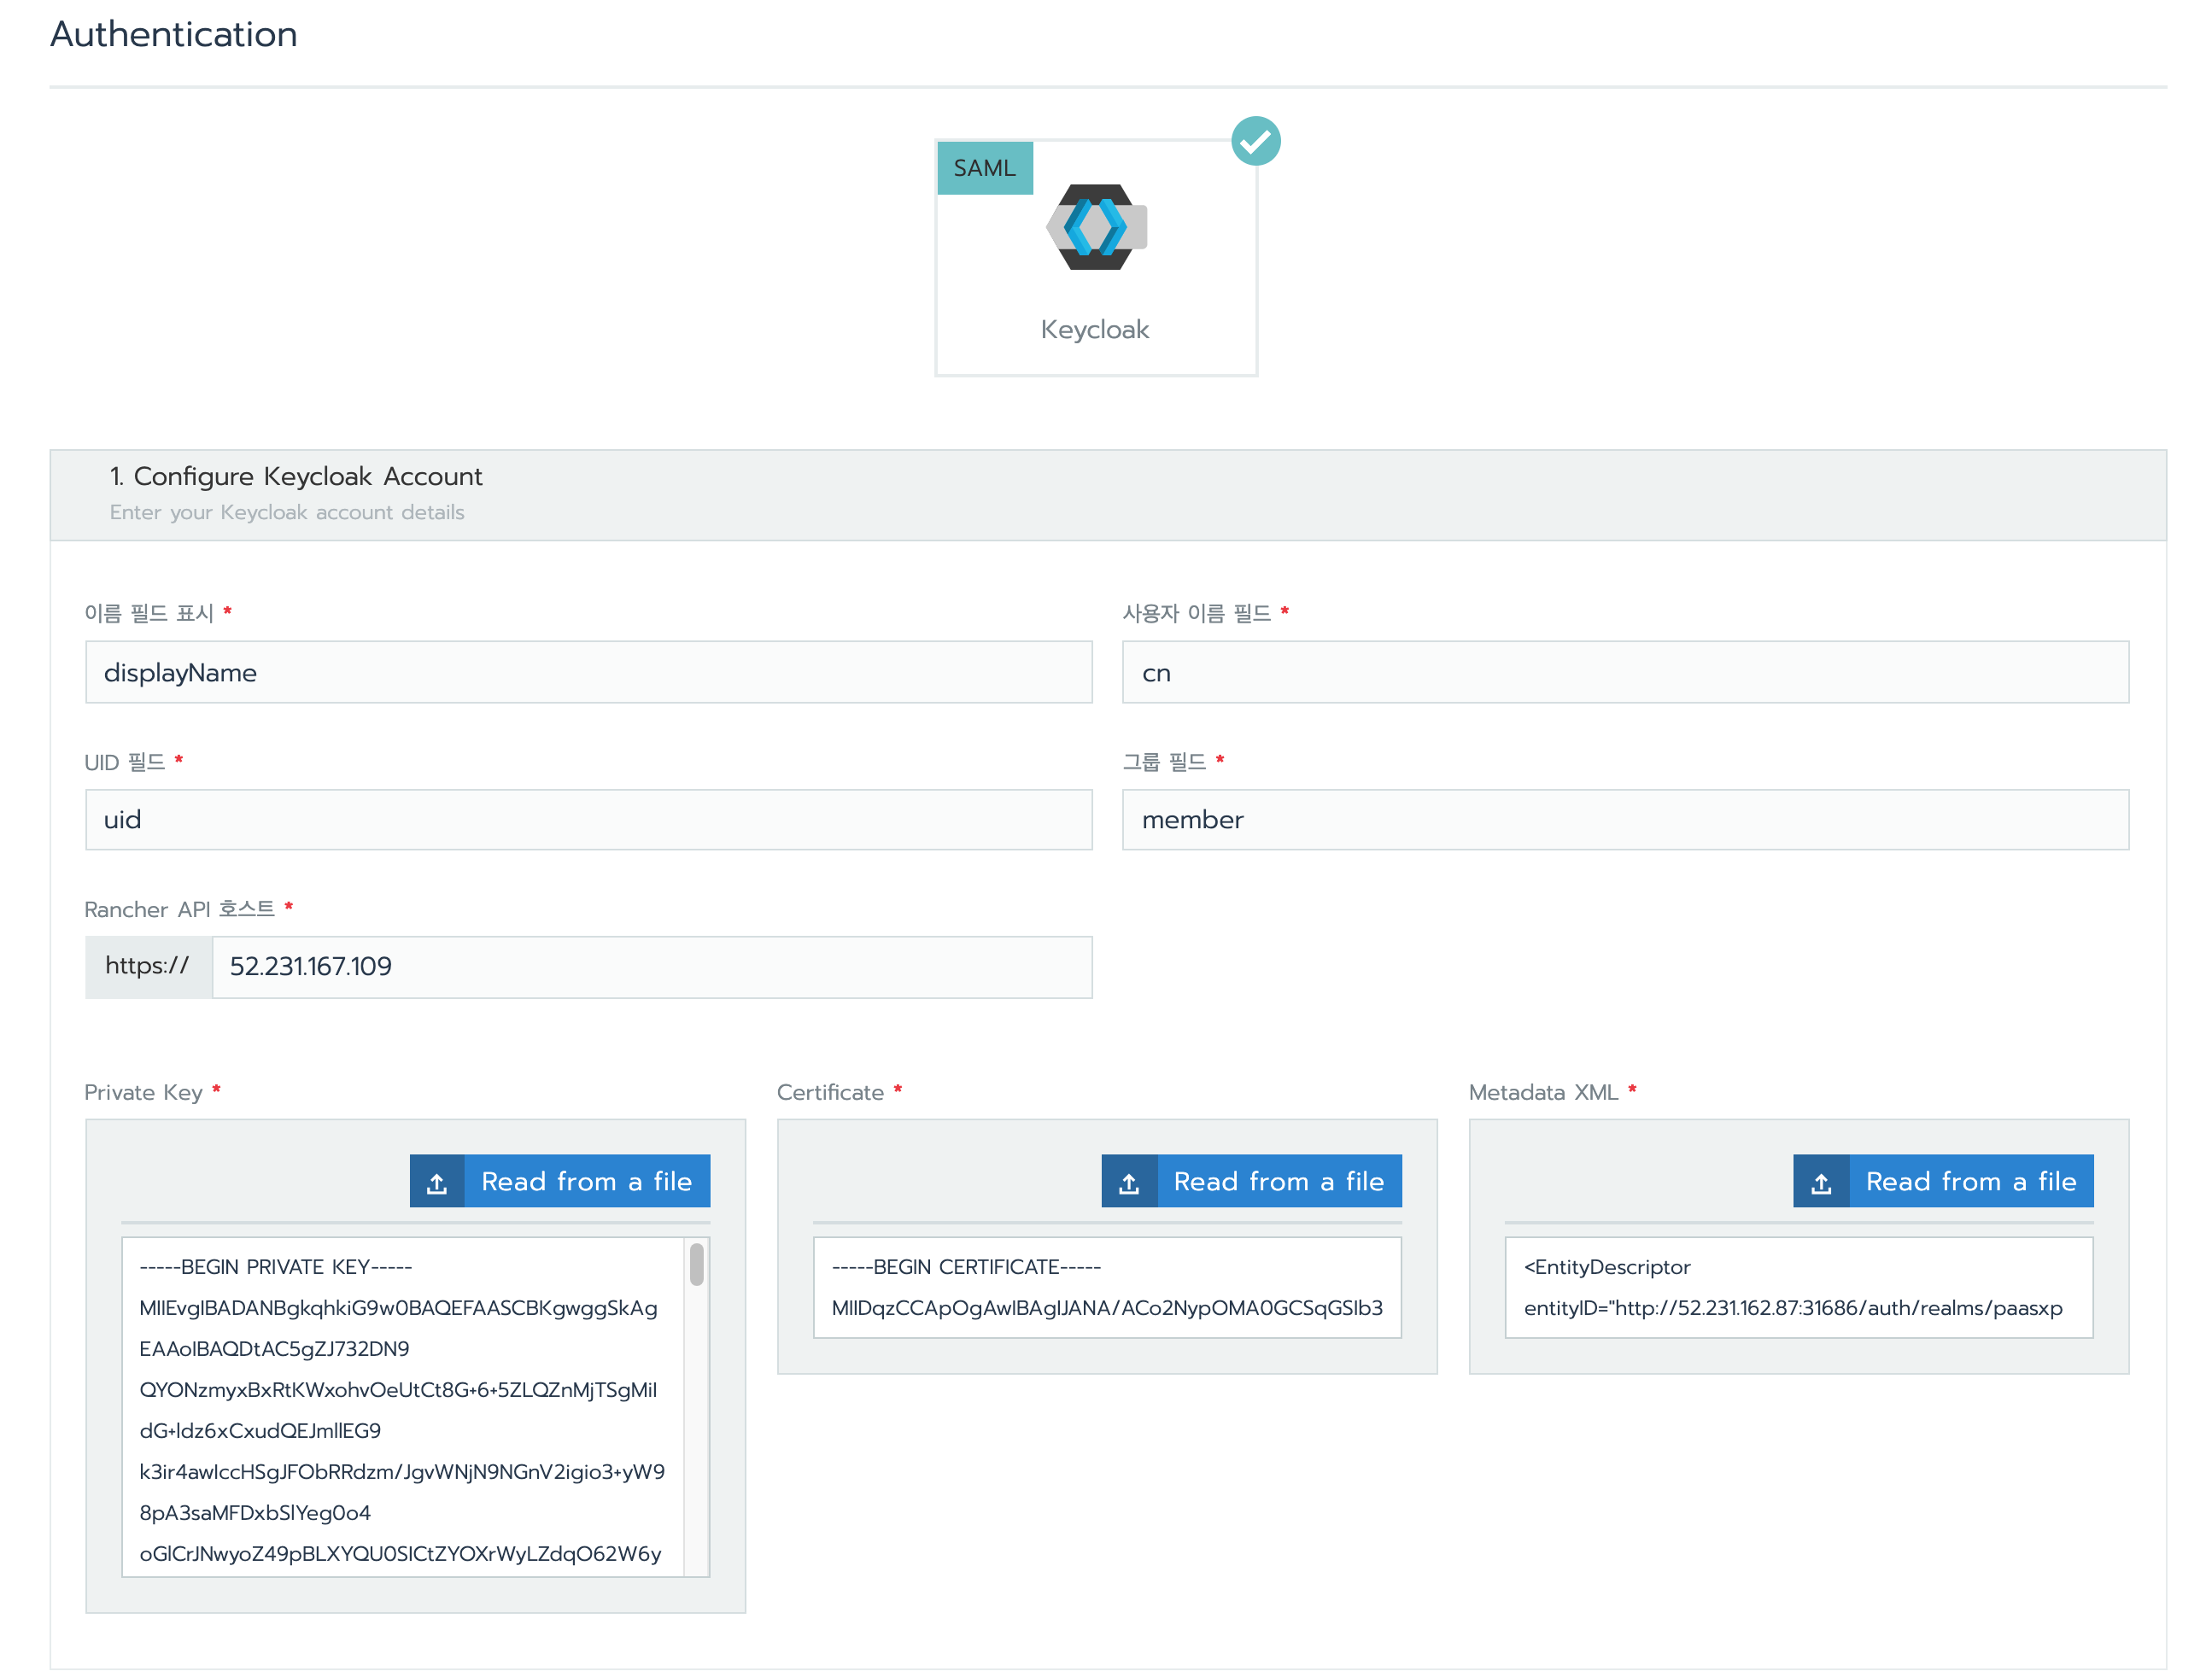 Authentication
SAML
Keycloak
1. Configure Keycloak Account
Enter your Keycloak account details
이름 필드 표시 *
사용자 이름 필드 *
displayName
cn
UID 필드 *
그룹 필드 *
uid
member
Rancher API 호스트 *
https:// 52.231.167.109
Private Key *
Certificate *
Metadata XML *
Read from a file
Read from a file
Read from a file
-----BEGIN PRIVATE KEY-----
MIIEvgIBADANBgkqhkiG9w0BAQEFAASCBKgwggSkAg
EAAoIBAQDtAC5gZJ732DN9
QYONzmyxBxRtKWxohvOeUtCt8G+6+5ZLQZnMjTSgMiI
dG+ldz6xCxudQEJmllEG9
k3ir4awIccHSgJFObRRdzm/JgvWNjN9NGnV2igio3+yW9
8pA3saMFDxbSlYeg0o4
oGlCrJNwyoZ49pBLXYQU0SICtZYOXrWyLZdqO62W6y
-----BEGIN CERTIFICATE-----
MIIDqzCCApOgAwIBAgIJANA/ACo2NypOMA0GCSqGSIb3
<EntityDescriptor
entityID="http://52.231.162.87:31686/auth/realms/paasxp